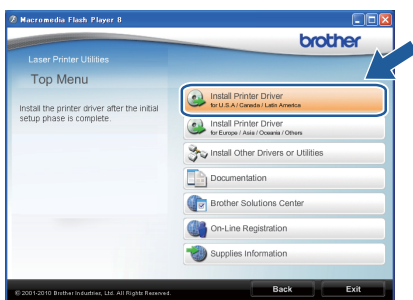 Macromedia Flash Player 8
brother
Laser Printer Utilities
Top Menu
Install the printer driver after the initial
setup phase is complete.
Install Printer Driver
for U.S.A / Canada / Latin America
Install Printer Driver
for Europe / Asia / Oceania / Others
Install Other Drivers or Utilities
Documentation
Brother Solutions Center
On-Line Registration
Supplies Information
© 2001-2010 Brother Industries, Ltd. All Rights Reserved.
Back
Exit